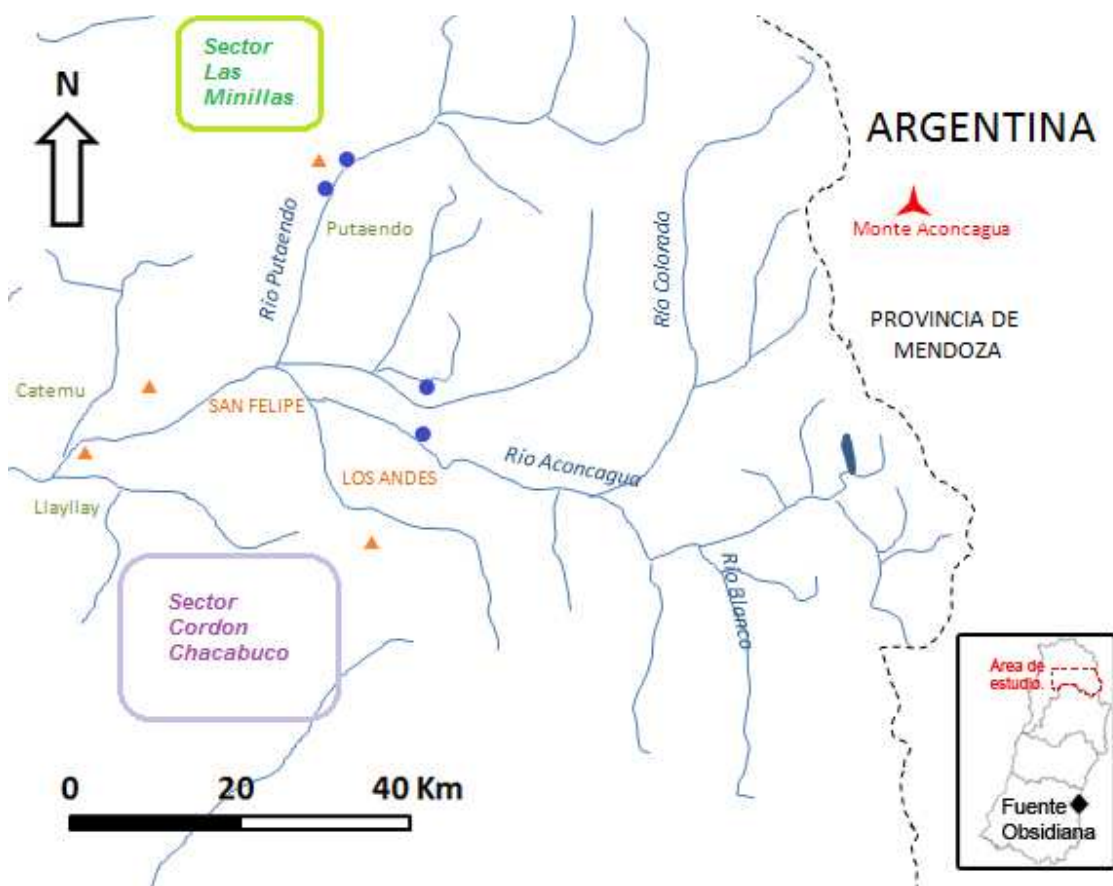 Sector
Las
Minillas
N
ARGENTINA
Monte Aconcagua
Río Putaendo
Putaendo
Río Colorado
PROVINCIA DE
MENDOZA
Catemu
SAN FELIPE
LOS ANDES
Río Aconcagua
Llayllay
Río Blanco
Sector
Cordon
Chacabuco
Area de
estudio.
0 20 40 Km
Fuente
Obsidiana